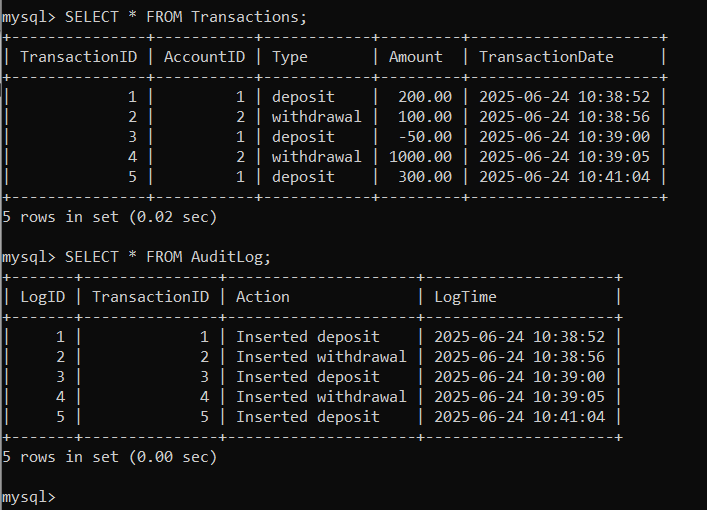 mysql> SELECT * FROM Transactions;
+---------------+-----------+------------+---------+---------------------+
| TransactionID | AccountID | Type       | Amount  | TransactionDate     |
+---------------+-----------+------------+---------+---------------------+
|             1 |         1 | deposit    |  200.00 | 2025-06-24 10:38:52 |
|             2 |         2 | withdrawal |  100.00 | 2025-06-24 10:38:56 |
|             3 |         1 | deposit    |  -50.00 | 2025-06-24 10:39:00 |
|             4 |         2 | withdrawal | 1000.00 | 2025-06-24 10:39:05 |
|             5 |         1 | deposit    |  300.00 | 2025-06-24 10:41:04 |
+---------------+-----------+------------+---------+---------------------+
5 rows in set (0.02 sec)

mysql> SELECT * FROM AuditLog;
+-------+---------------+---------------------+---------------------+
| LogID | TransactionID | Action              | LogTime             |
+-------+---------------+---------------------+---------------------+
|     1 |             1 | Inserted deposit    | 2025-06-24 10:38:52 |
|     2 |             2 | Inserted withdrawal | 2025-06-24 10:38:56 |
|     3 |             3 | Inserted deposit    | 2025-06-24 10:39:00 |
|     4 |             4 | Inserted withdrawal | 2025-06-24 10:39:05 |
|     5 |             5 | Inserted deposit    | 2025-06-24 10:41:04 |
+-------+---------------+---------------------+---------------------+
5 rows in set (0.00 sec)

mysql>